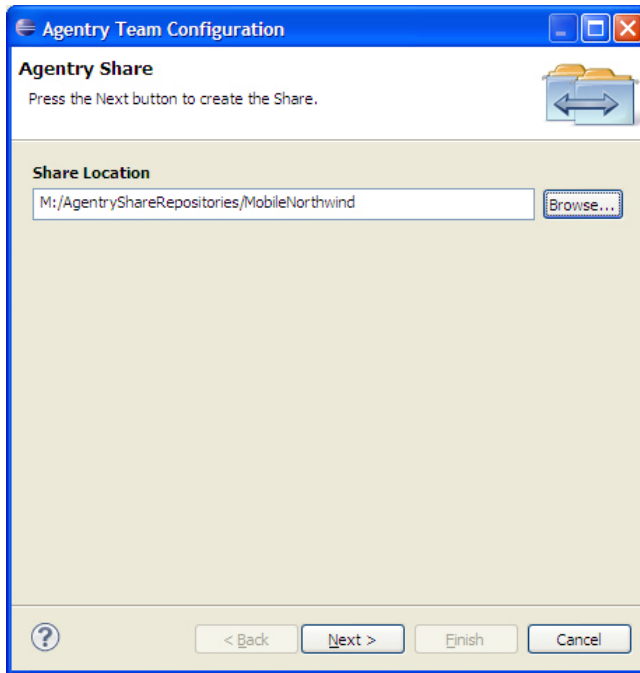 Agentry Team Configuration
Agentry Share
Press the Next button to create the Share.
Share Location
M:/AgentryShareRepositories/MobileNorthwind
Browse...
?
< Back
Next >
Finish
Cancel